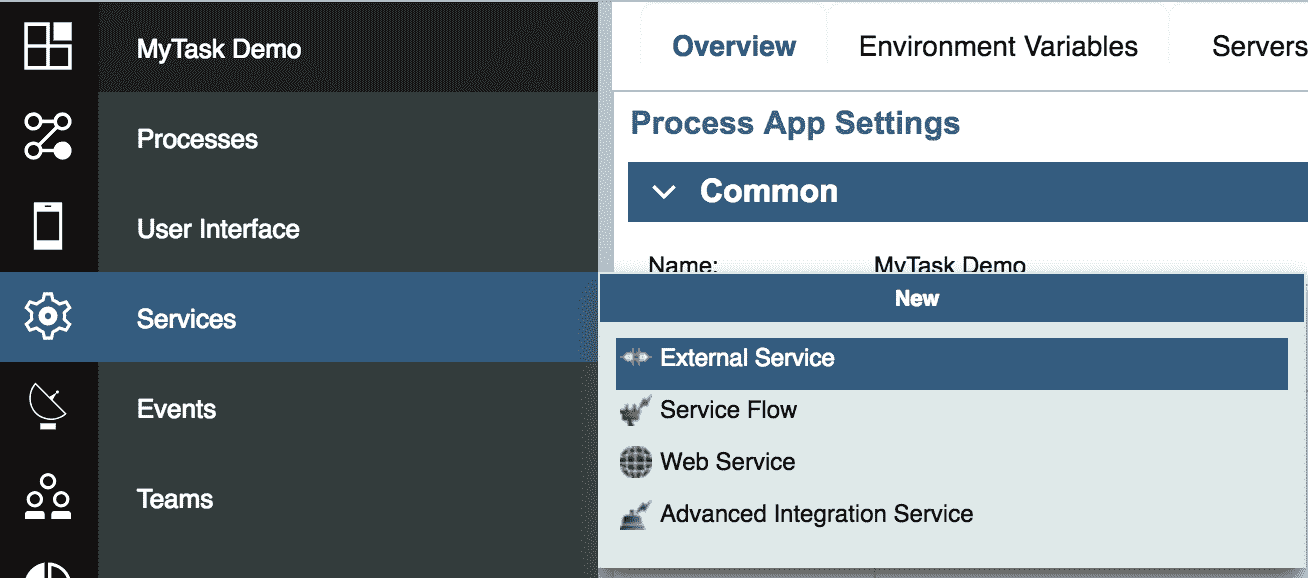 MyTask Demo
Processes
User Interface
Services
Events
Teams
Overview
Environment Variables
Servers
Process App Settings
Common
Name:
MyTask Demo
New
External Service
Service Flow
Web Service
Advanced Integration Service